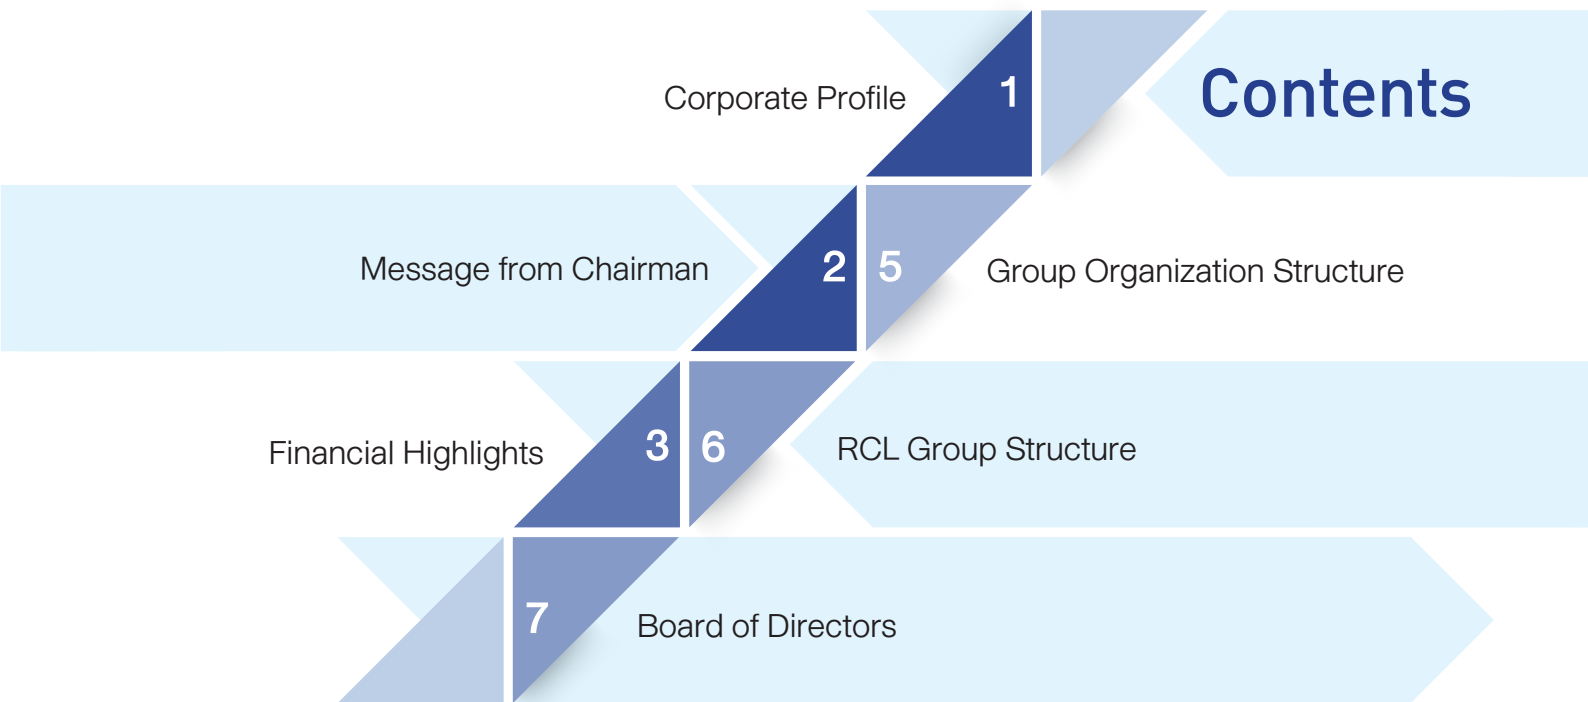 Contents
Corporate Profile 1
Message from Chairman 2
5 Group Organization Structure
Financial Highlights 3
6 RCL Group Structure
7 Board of Directors